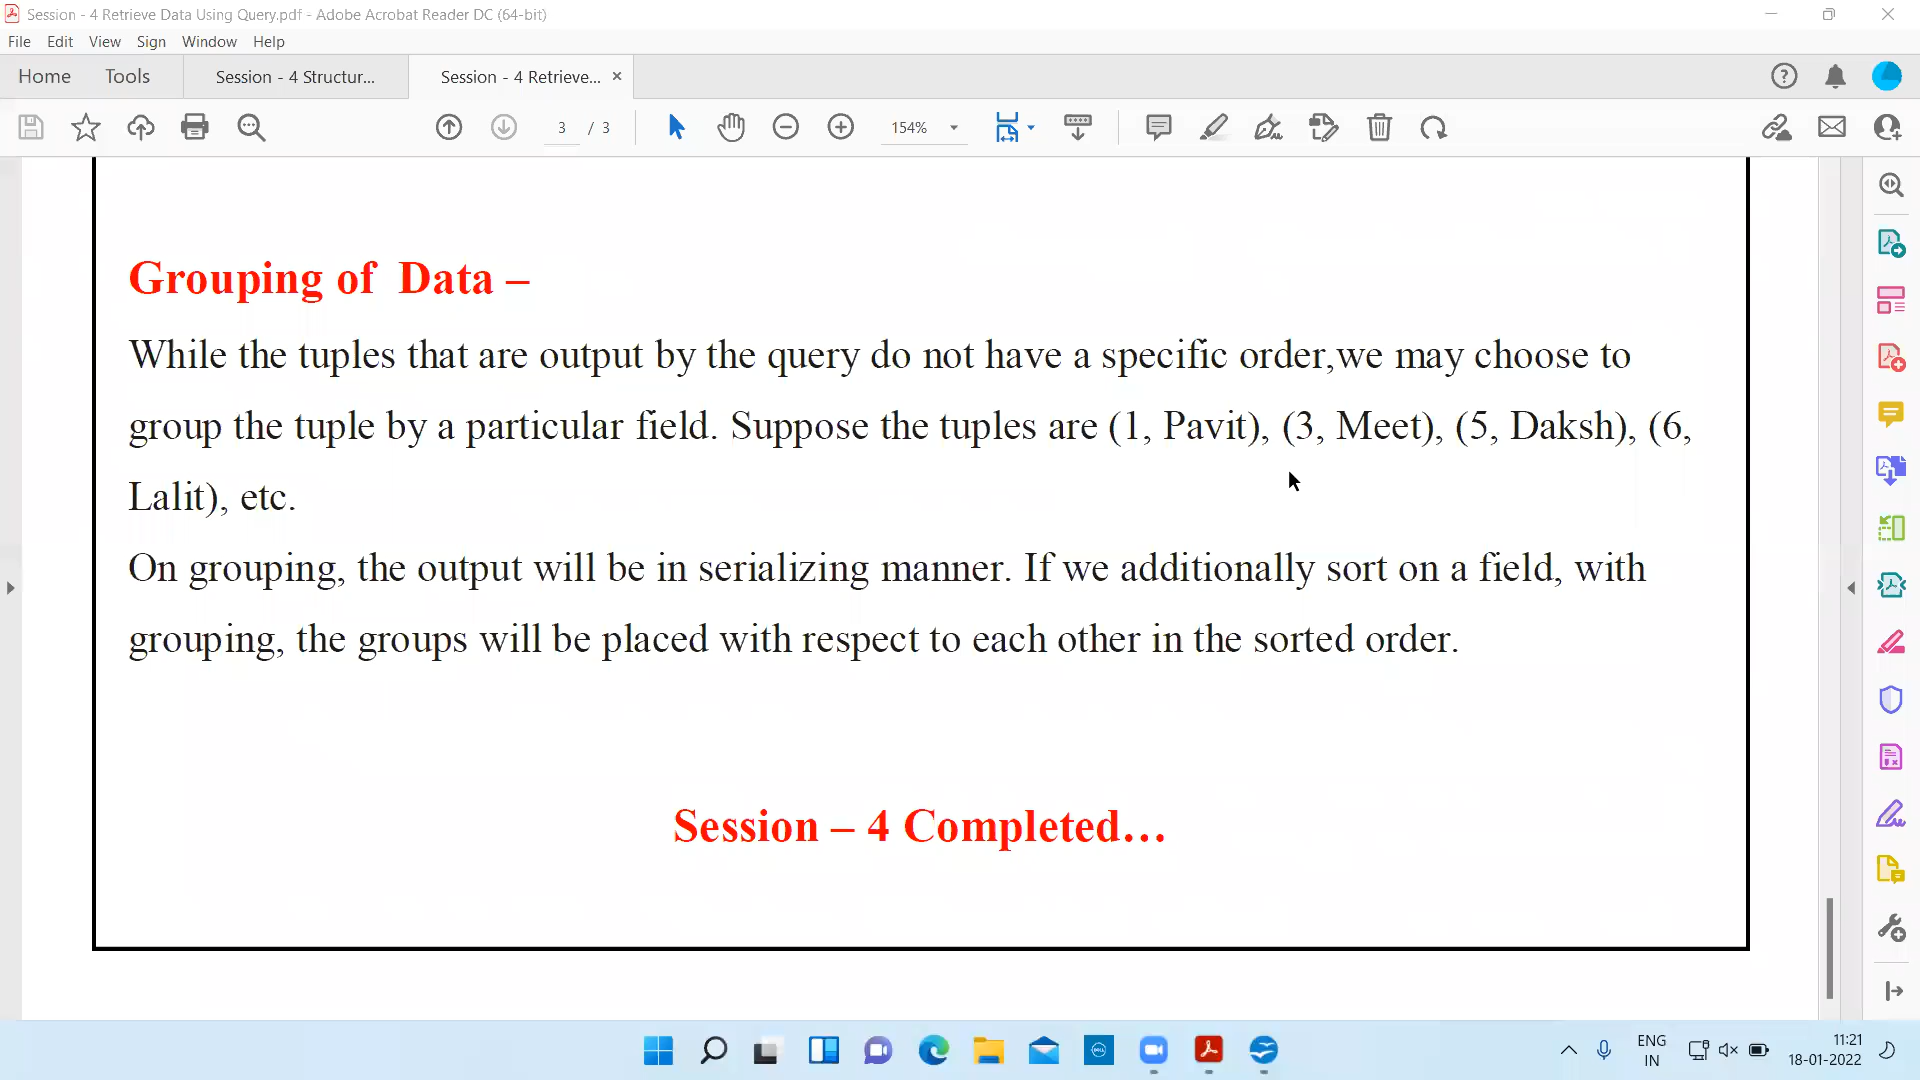 Session - 4 Retrieve Data Using Query.pdf - Adobe Acrobat Reader DC (64-bit)
File Edit View Sign Window Help
Home Tools Session - 4 Structur... Session - 4 Retrieve... ×
3 / 3 154%
Grouping of Data –
While the tuples that are output by the query do not have a specific order,we may choose to
group the tuple by a particular field. Suppose the tuples are (1, Pavit), (3, Meet), (5, Daksh), (6,
Lalit), etc.
On grouping, the output will be in serializing manner. If we additionally sort on a field, with
grouping, the groups will be placed with respect to each other in the sorted order.
Session – 4 Completed...
ENG 11:21
IN 18-01-2022